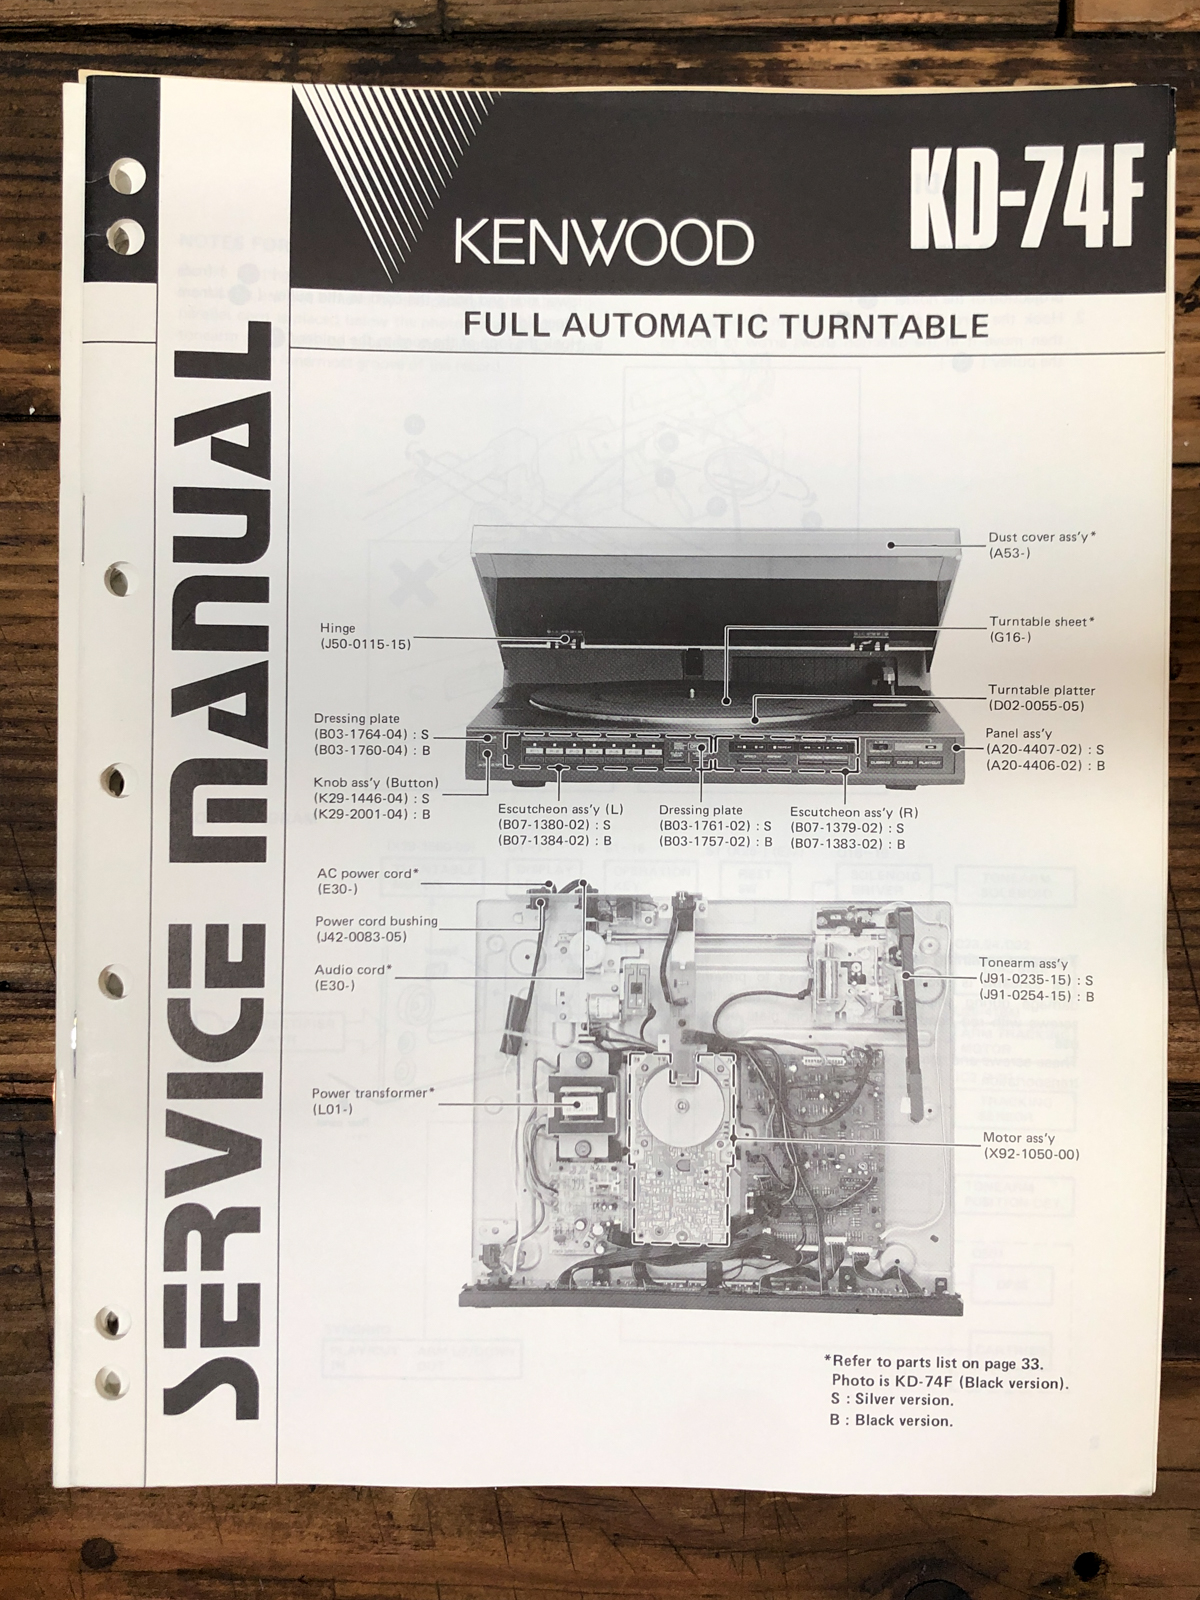 KD-74F
KENWOOD
FULL AUTOMATIC TURNTABLE
SERVICE MANUAL
Dust cover ass'y*
(A53-)
Hinge
(J50-0115-15)
Turntable sheet*
(G16-)
Turntable platter
(D02-0055-05)
Dressing plate
(B03-1764-04) : S
(B03-1760-04) : B
Panel ass'y
(A20-4407-02) : S
(A20-4406-02) : B
Knob ass'y (Button)
(K29-1446-04) : S
(K29-2001-04) : B
Escutcheon ass'y (L)
(B07-1380-02) : S
(B07-1384-02) : B
Dressing plate
(B03-1761-02) : S
(B03-1757-02) : B
Escutcheon ass'y (R)
(B07-1379-02) : S
(B07-1383-02) : B
AC power cord*
(E30-)
Power cord bushing
(J42-0083-05)
Audio cord*
(E30-)
Tonearm ass'y
(J91-0235-15) : S
(J91-0254-15) : B
Power transformer*
(L01-)
Motor ass'y
(X92-1050-00)
*Refer to parts list on page 33.
Photo is KD-74F (Black version).
S : Silver version.
B : Black version.